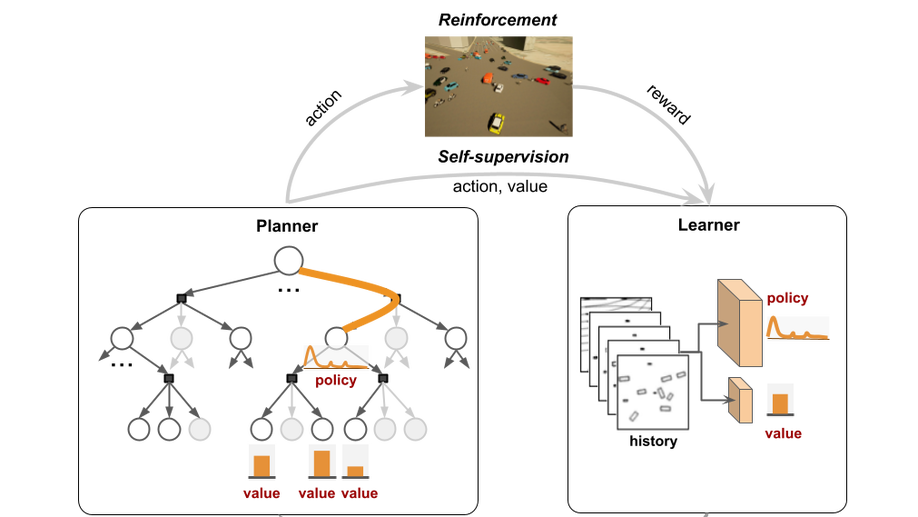 Reinforcement
action
reward
Self-supervision
action, value
Planner
...
...
policy
value
value
value
Learner
policy
history
value